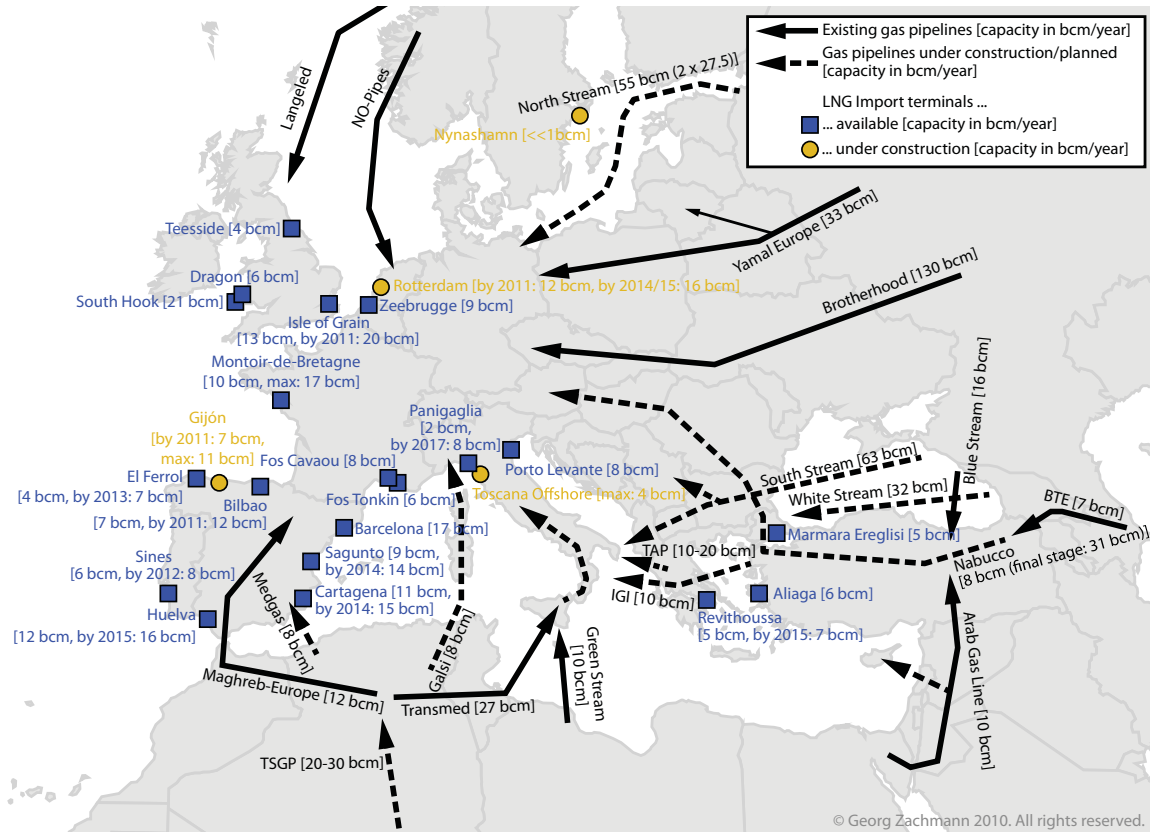 Existing gas pipelines [capacity in bcm/year]
Gas pipelines under construction/planned
[capacity in bcm/year]
LNG Import terminals ...
... available [capacity in bcm/year]
... under construction [capacity in bcm/year]
Langeled
NO-Pipes
North Stream [55 bcm (2 x 27.5)]
Nynashamn [<<1bcm]
Teesside [4 bcm]
Yamal Europe [33 bcm]
Dragon [6 bcm]
South Hook [21 bcm]
Rotterdam [by 2011: 12 bcm, by 2014/15: 16 bcm]
Zeebrugge [9 bcm]
Isle of Grain
[13 bcm, by 2011: 20 bcm]
Brotherhood [130 bcm]
Montoir-de-Bretagne
[10 bcm, max: 17 bcm]
Blue Stream [16 bcm]
Gijón
[by 2011: 7 bcm,
max: 11 bcm]
Panigaglia
[2 bcm,
by 2017: 8 bcm]
Fos Cavaou [8 bcm]
Porto Levante [8 bcm]
South Stream [63 bcm]
El Ferrol
[4 bcm, by 2013: 7 bcm]
Fos Tonkin [6 bcm]
Toscana Offshore [max: 4 bcm]
White Stream [32 bcm]
BTE [7 bcm]
Bilbao
[7 bcm, by 2011: 12 bcm]
Barcelona [17 bcm]
Marmara Ereglisi [5 bcm]
Sines
[6 bcm, by 2012: 8 bcm]
Sagunto [9 bcm,
by 2014: 14 bcm]
TAP [10-20 bcm]
Nabucco
[8 bcm (final stage: 31 bcm)]
Medgas [8 bcm]
Cartagena [11 bcm,
by 2014: 15 bcm]
IGI [10 bcm]
Aliaga [6 bcm]
Huelva
[12 bcm, by 2015: 16 bcm]
Revithoussa
[5 bcm, by 2015: 7 bcm]
Galsi [8 bcm]
Green Stream
[10 bcm]
Arab Gas Line [10 bcm]
Maghreb-Europe [12 bcm]
Transmed [27 bcm]
TSGP [20-30 bcm]
© Georg Zachmann 2010. All rights reserved.